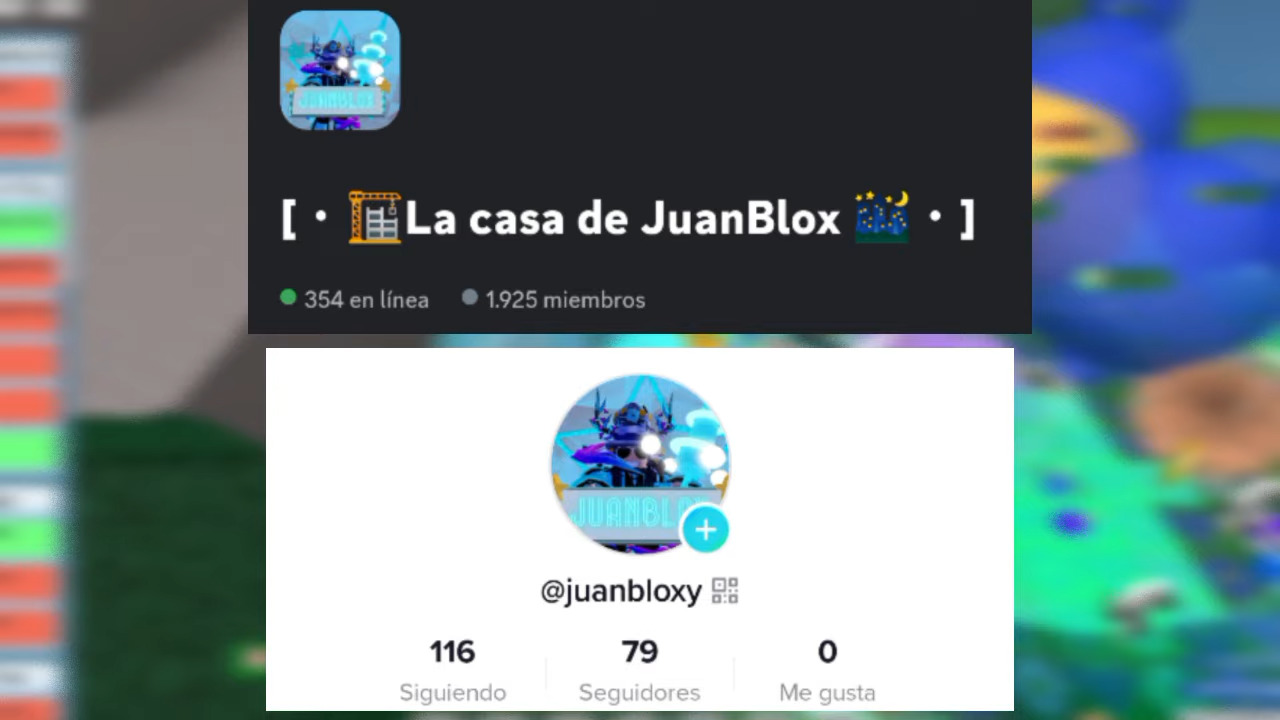 JUANBLOX
[ • La casa de JuanBlox • ]
354 en línea 1.925 miembros
JUANBL
+
@juanbloxy
116 79 0
Siguiendo Seguidores Me gusta